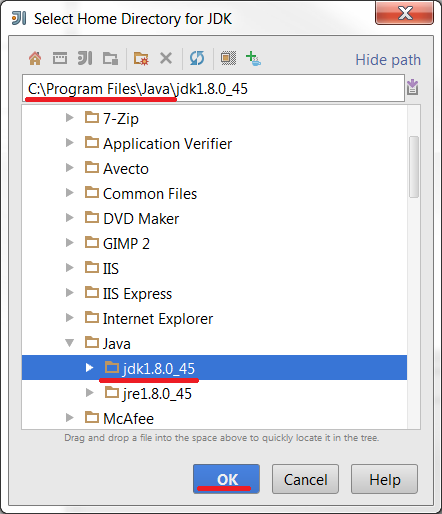 Select Home Directory for JDK
Hide path
C:\Program Files\Java\jdk1.8.0_45
7-Zip
Application Verifier
Avecto
Common Files
DVD Maker
GIMP 2
IIS
IIS Express
Internet Explorer
Java
jdk1.8.0_45
jre1.8.0_45
McAfee
Drag and drop a file into the space above to quickly locate it in the tree.
OK Cancel Help